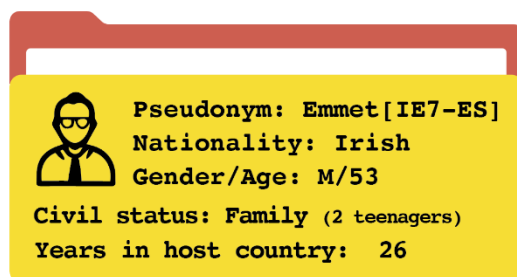 Pseudonym: Emmet[IE7-ES]
Nationality: Irish
Gender/Age: M/53
Civil status: Family (2 teenagers)
Years in host country: 26